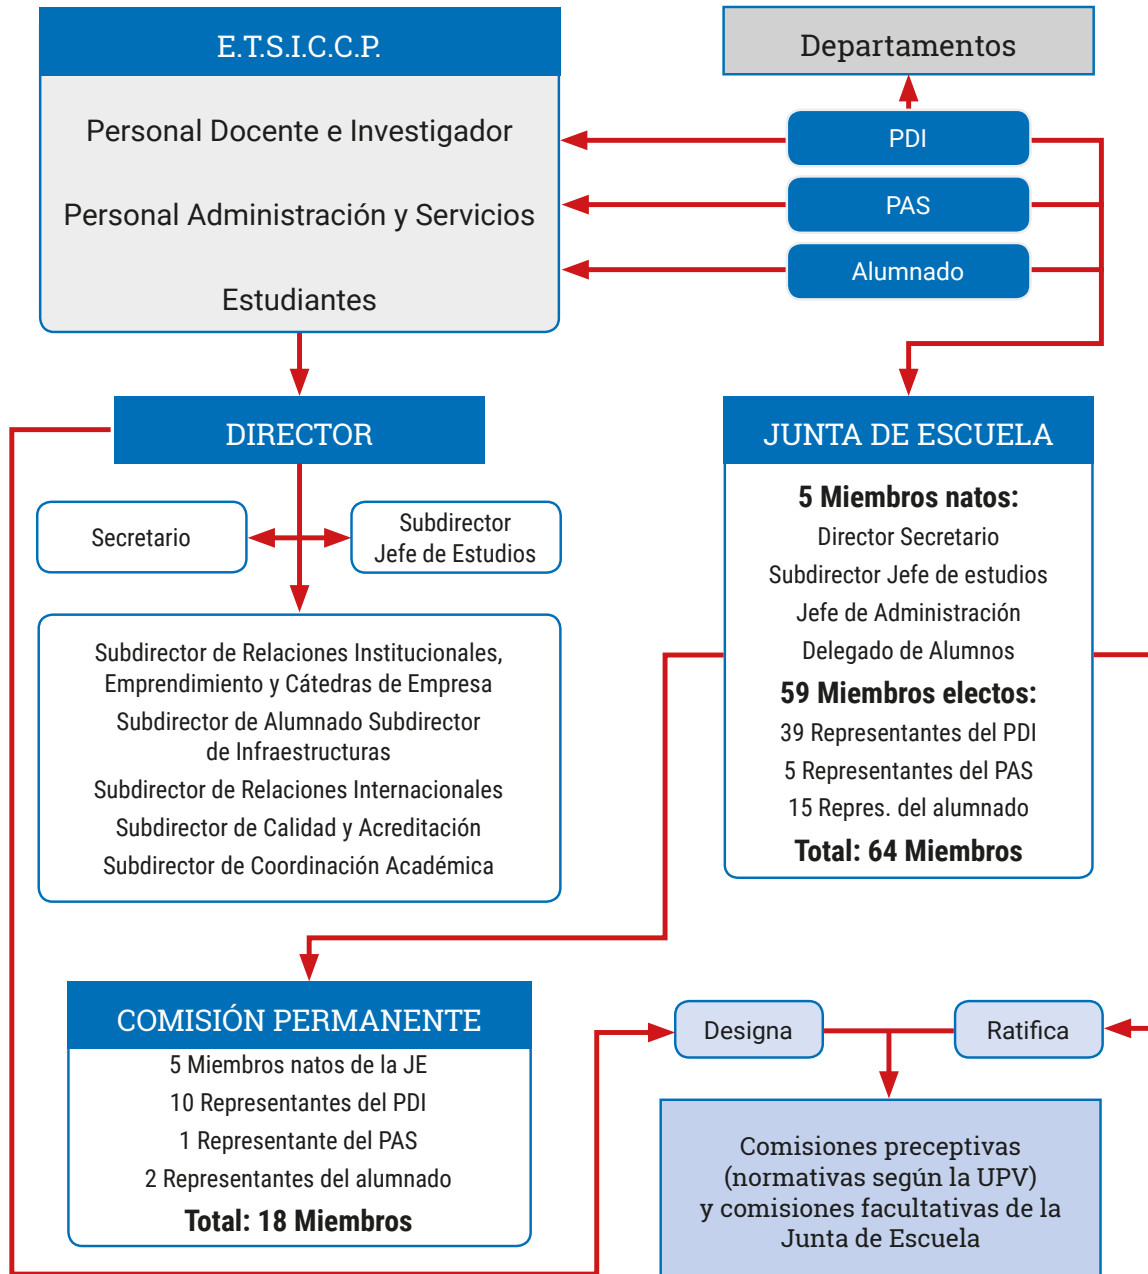 E.T.S.I.C.C.P.
Personal Docente e Investigador
Personal Administración y Servicios
Estudiantes
Departamentos
PDI
PAS
Alumnado
DIRECTOR
Secretario
Subdirector
Jefe de Estudios
Subdirector de Relaciones Institucionales,
Emprendimiento y Cátedras de Empresa
Subdirector de Alumnado Subdirector
de Infraestructuras
Subdirector de Relaciones Internacionales
Subdirector de Calidad y Acreditación
Subdirector de Coordinación Académica
JUNTA DE ESCUELA
5 Miembros natos:
Director Secretario
Subdirector Jefe de estudios
Jefe de Administración
Delegado de Alumnos
59 Miembros electos:
39 Representantes del PDI
5 Representantes del PAS
15 Repres. del alumnado
Total: 64 Miembros
COMISIÓN PERMANENTE
5 Miembros natos de la JE
10 Representantes del PDI
1 Representante del PAS
2 Representantes del alumnado
Total: 18 Miembros
Designa
Ratifica
Comisiones preceptivas
(normativas según la UPV)
y comisiones facultativas de la
Junta de Escuela